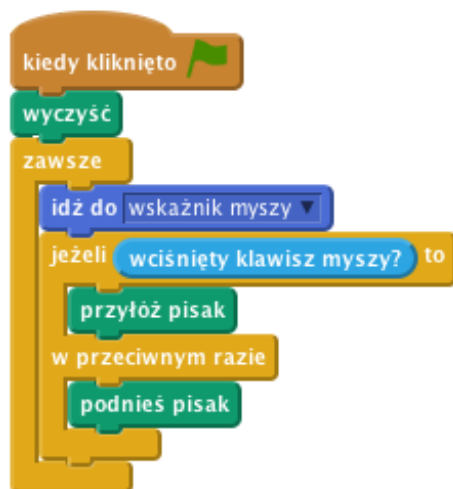 kiedy kliknięto
wyczyść
zawsze
idź do wskaźnik myszy
jeżeli wciśnięty klawisz myszy? to
przyłóż pisak
w przeciwnym razie
podnieś pisak